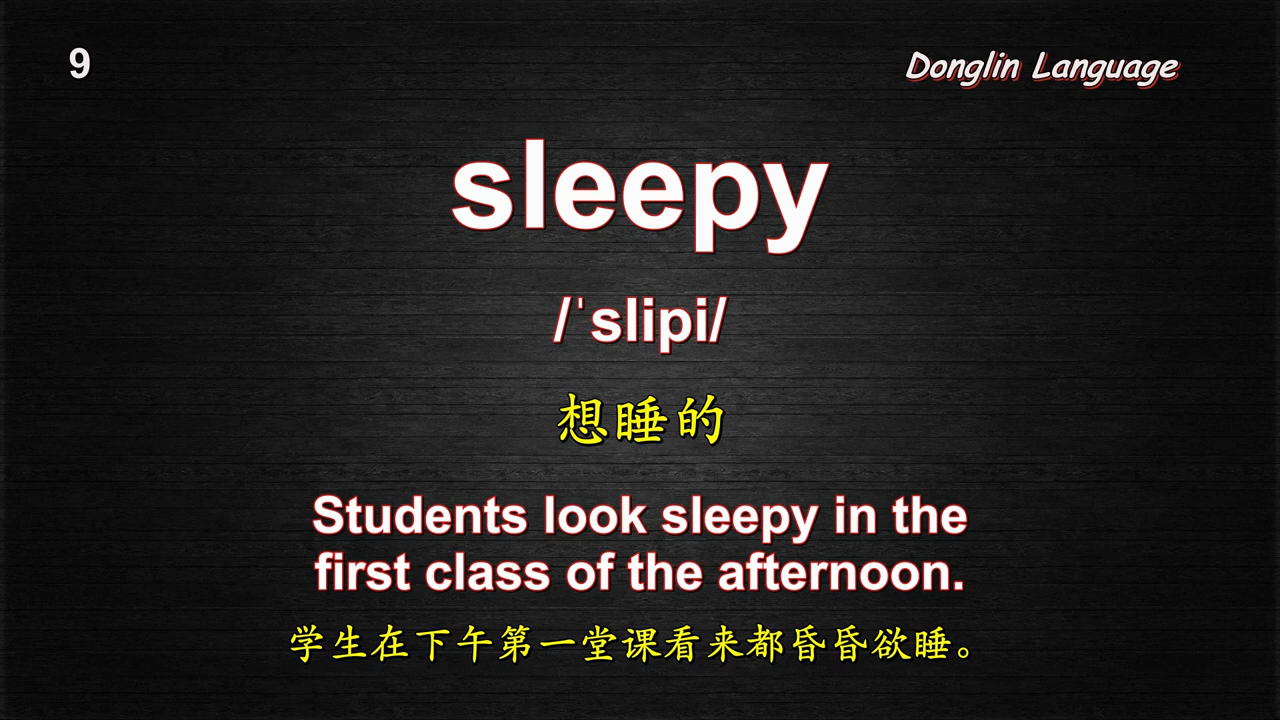 9
Donglin Language
sleepy
/ˈslipi/
想睡的
Students look sleepy in the
first class of the afternoon.
学生在下午第一堂课看来都昏昏欲睡。